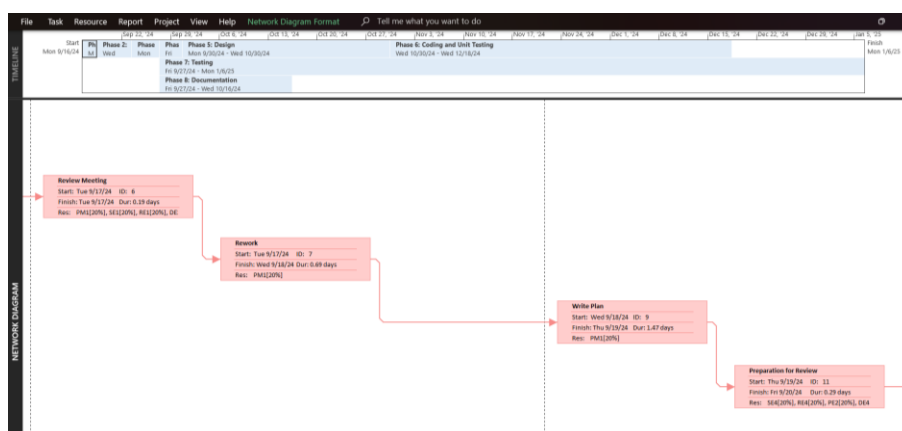 File Task Resource Report Project View Help Network Diagram Format Tell me what you want to do
Sep 22, '24 Sep 29, '24 Oct 6, '24 Oct 13, '24 Oct 20, '24 Oct 27, '24 Nov 3, '24 Nov 10, '24 Nov 17, '24 Nov 24, '24 Dec 1, '24 Dec 8, '24 Dec 15, '24 Dec 22, '24 Dec 29, '24 Jan 5, '25
TIMELINE
Start
Mon 9/16/24
Ph Phase 2: Phase Phas Phase 5: Design Phase 6: Coding and Unit Testing
M Wed Mon Fri Mon 9/30/24 - Wed 10/30/24 Wed 10/30/24 - Wed 12/18/24
Finish
Mon 1/6/25
Phase 7: Testing
Fri 9/27/24 - Mon 1/6/25
Phase 8: Documentation
Fri 9/27/24 - Wed 10/16/24
NETWORK DIAGRAM
Review Meeting
Start: Tue 9/17/24 ID: 6
Finish: Tue 9/17/24 Dur: 0.19 days
Res: PM1[20%], SE1[20%], RE1[20%], DE
Rework
Start: Tue 9/17/24 ID: 7
Finish: Wed 9/18/24 Dur: 0.69 days
Res: PM1[20%]
Write Plan
Start: Wed 9/18/24 ID: 9
Finish: Thu 9/19/24 Dur: 1.47 days
Res: PM1[20%]
Preparation for Review
Start: Thu 9/19/24 ID: 11
Finish: Fri 9/20/24 Dur: 0.29 days
Res: SE4[20%], RE4[20%], PE2[20%], DE4